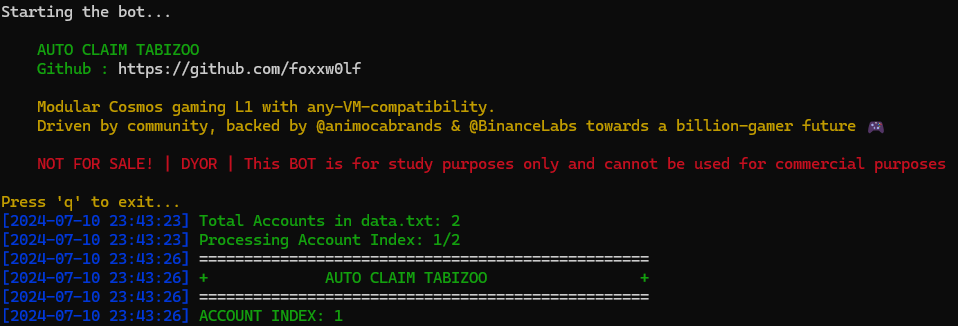 Starting the bot...
AUTO CLAIM TABIZOO
Github : https://github.com/foxxw0lf
Modular Cosmos gaming L1 with any-VM-compatibility.
Driven by community, backed by @animocabrands & @BinanceLabs towards a billion-gamer future 🎮
NOT FOR SALE! | DYOR | This BOT is for study purposes only and cannot be used for commercial purposes
Press 'q' to exit...
[2024-07-10 23:43:23] Total Accounts in data.txt: 2
[2024-07-10 23:43:23] Processing Account Index: 1/2
[2024-07-10 23:43:26] ==================================================
[2024-07-10 23:43:26] +             AUTO CLAIM TABIZOO                 +
[2024-07-10 23:43:26] ==================================================
[2024-07-10 23:43:26] ACCOUNT INDEX: 1